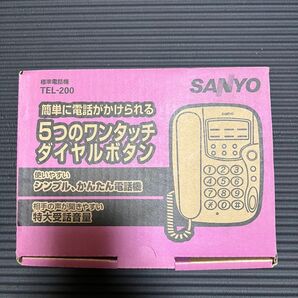 標準電話機
TEL-200
SANYO
簡単に電話がかけられる
5つのワンタッチ
ダイヤルボタン
使いやすい
シンプル、かんたん電話機
相手の声が聞きやすい
特大受話音量